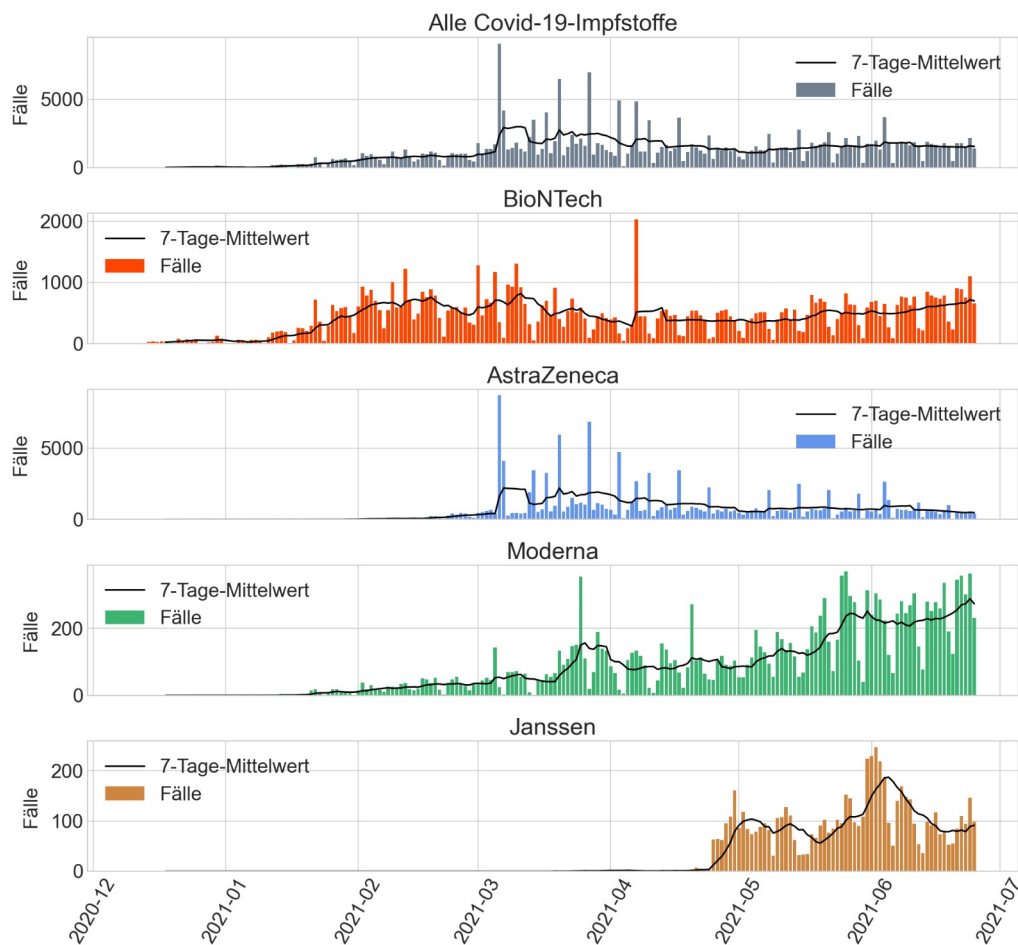 Alle Covid-19-Impfstoffe
Fälle
5000
0
7-Tage-Mittelwert
Fälle
BioNTech
Fälle
2000
1000
0
7-Tage-Mittelwert
Fälle
AstraZeneca
Fälle
5000
0
7-Tage-Mittelwert
Fälle
Moderna
Fälle
200
0
7-Tage-Mittelwert
Fälle
Janssen
Fälle
200
100
0
7-Tage-Mittelwert
Fälle
2020-12
2021-01
2021-02
2021-03
2021-04
2021-05
2021-06
2021-07